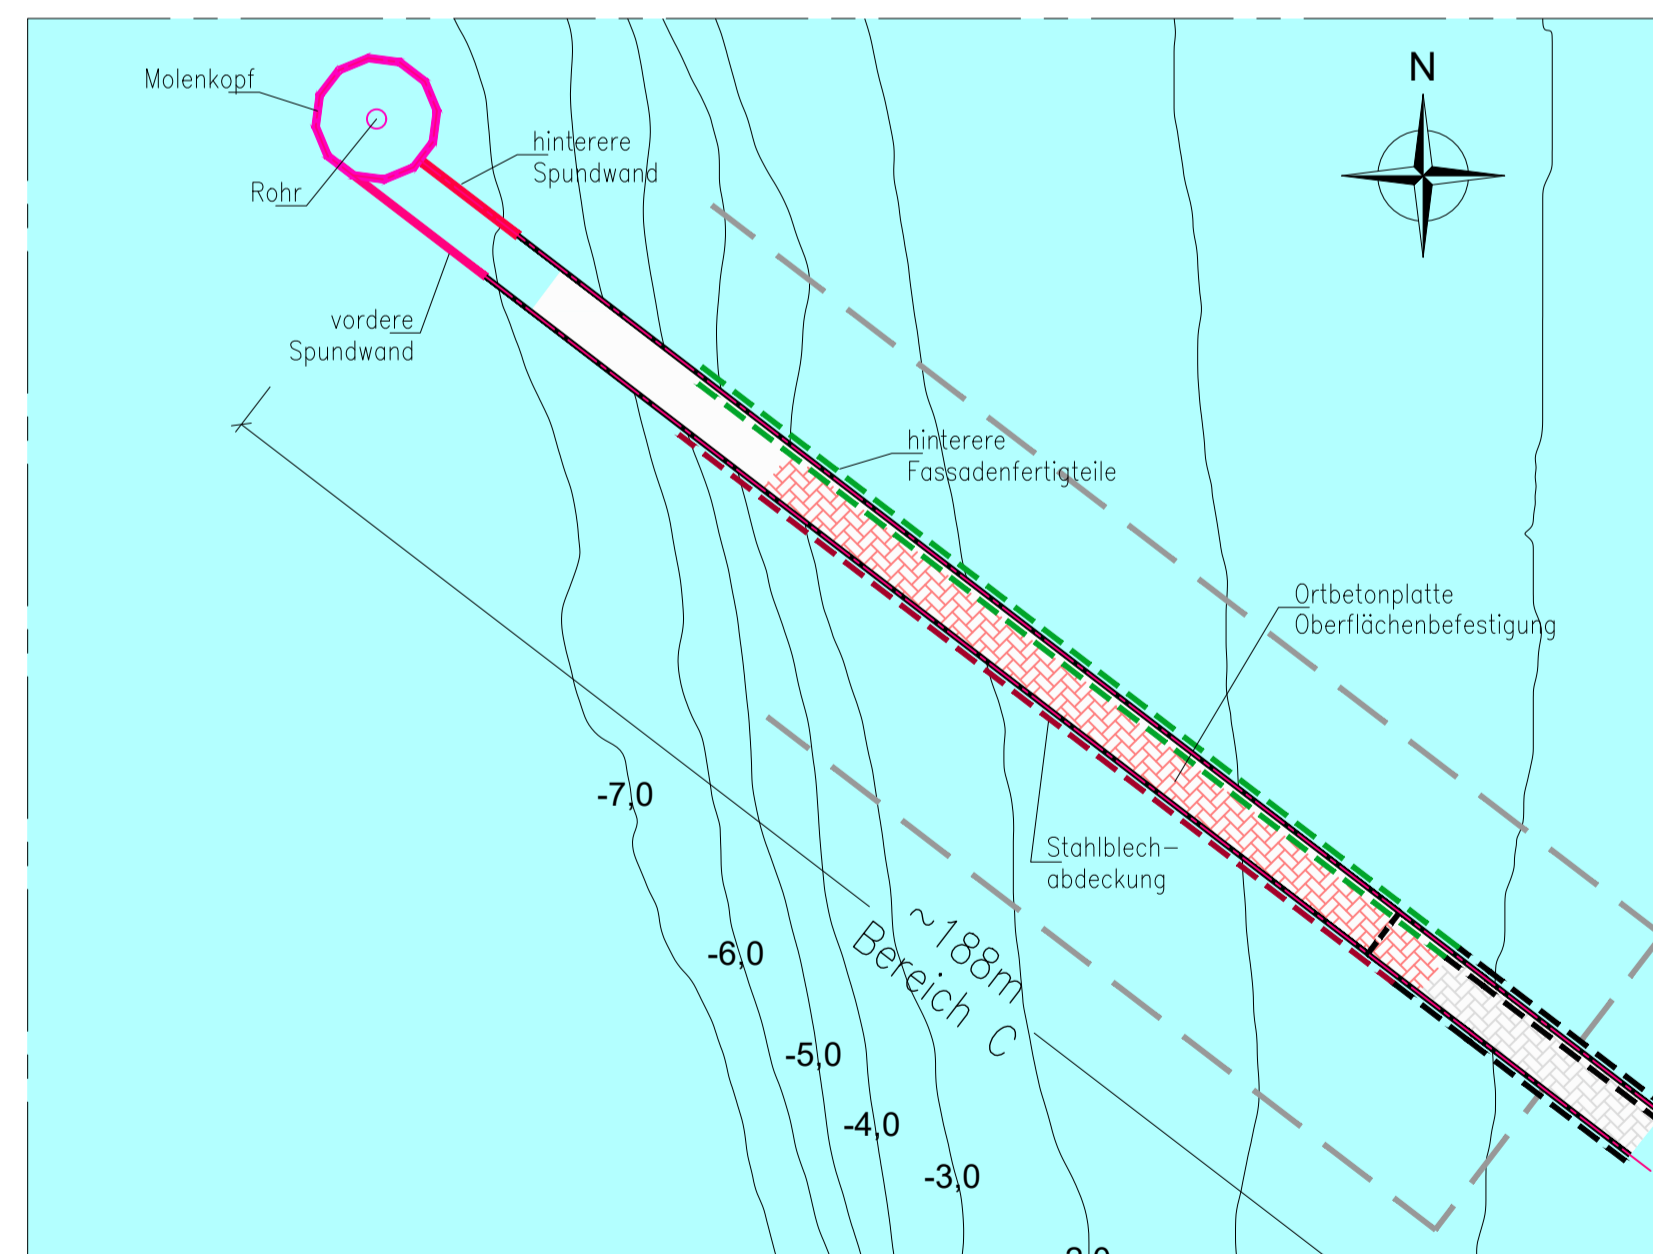 N
Molenkopf
hinterere
Spundwand
Rohr
vordere
Spundwand
hinterere
Fassadenfertigteile
Ortbetonplatte
Oberflächenbefestigung
-7,0
Stahlblech-
abdeckung
~188m
Bereich C
-6,0
-5,0
-4,0
-3,0